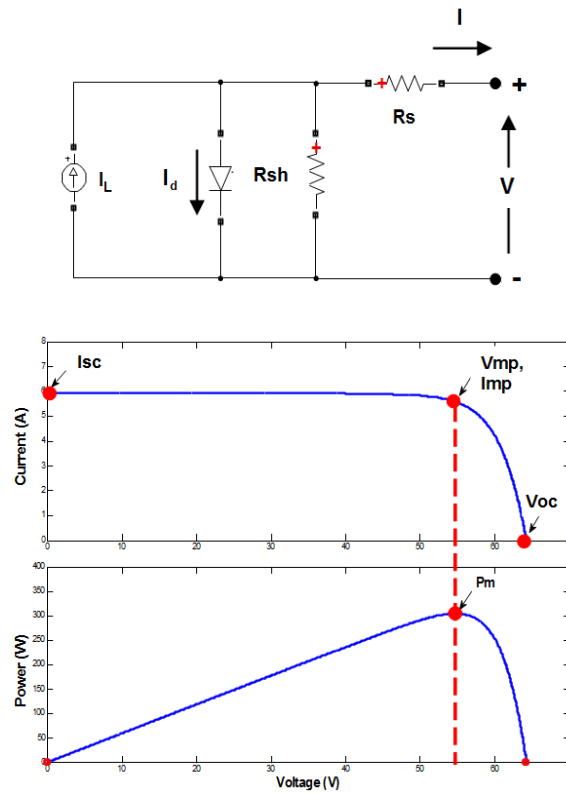 I
+
+
Rs
+
I_L
I_d
Rsh
+
V
-
8
7
6
5
4
3
2
1
0
Current (A)
Isc
Vmp,
Imp
Voc
0
10
20
30
40
50
60
400
350
300
250
200
150
100
50
0
Power (W)
Pm
0
10
20
30
40
50
60
Voltage (V)